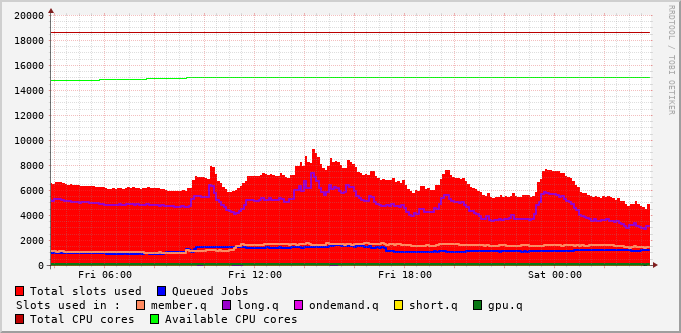 20000
18000
16000
14000
12000
10000
8000
6000
4000
2000
0
Fri 06:00 Fri 12:00 Fri 18:00 Sat 00:00
Total slots used Queued Jobs
Slots used in : member.q long.q ondemand.q short.q gpu.q
Total CPU cores Available CPU cores
RRDTOOL / TOBI OETIKER